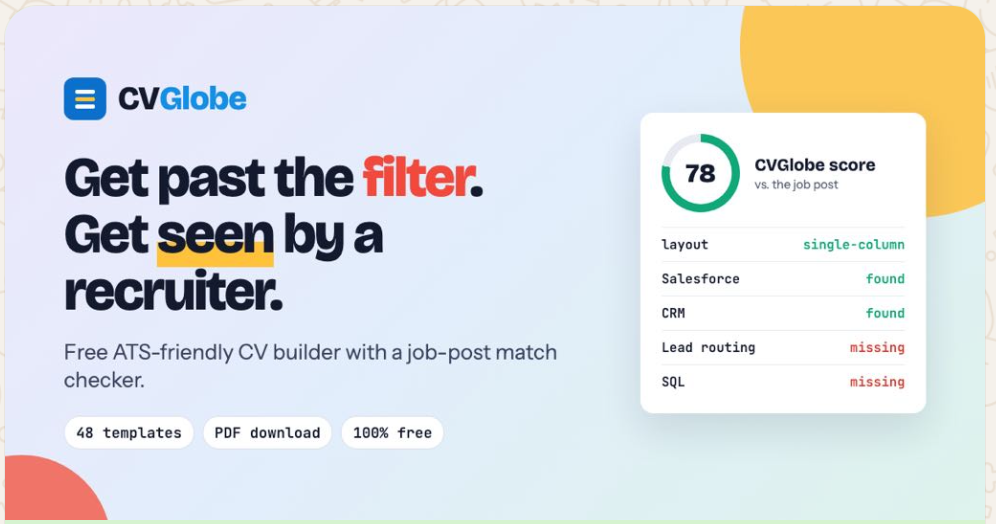 CVGlobe
Get past the filter.
Get seen by a
recruiter.
Free ATS-friendly CV builder with a job-post match
checker.
48 templates
PDF download
100% free
78
CVGlobe score
vs. the job post
layout single-column
Salesforce found
CRM found
Lead routing missing
SQL missing